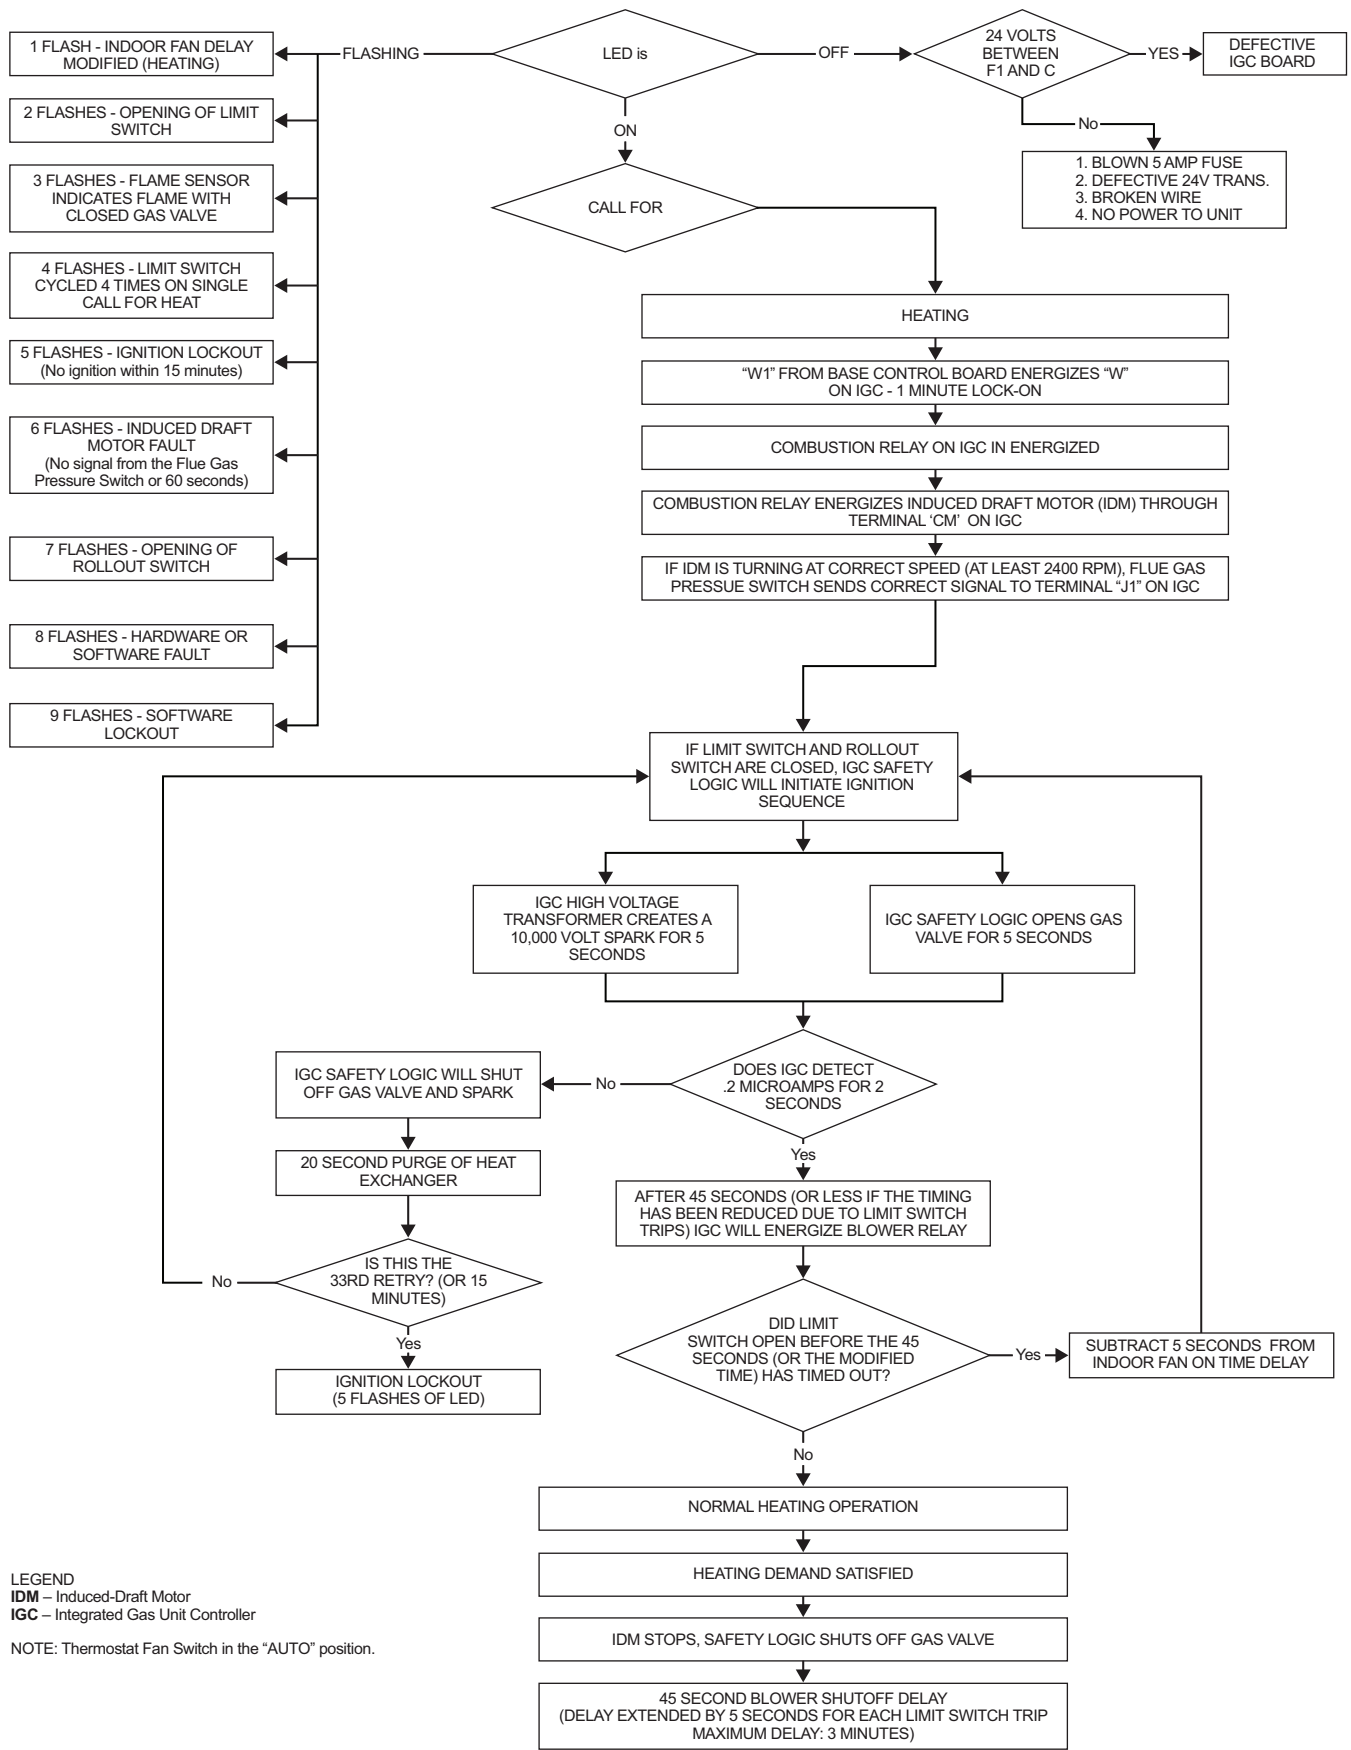 LED is
FLASHING
1 FLASH - INDOOR FAN DELAY
MODIFIED (HEATING)
2 FLASHES - OPENING OF LIMIT
SWITCH
3 FLASHES - FLAME SENSOR
INDICATES FLAME WITH
CLOSED GAS VALVE
4 FLASHES - LIMIT SWITCH
CYCLED 4 TIMES ON SINGLE
CALL FOR HEAT
5 FLASHES - IGNITION LOCKOUT
(No ignition within 15 minutes)
6 FLASHES - INDUCED DRAFT
MOTOR FAULT
(No signal from the Flue Gas
Pressure Switch or 60 seconds)
7 FLASHES - OPENING OF
ROLLOUT SWITCH
8 FLASHES - HARDWARE OR
SOFTWARE FAULT
9 FLASHES - SOFTWARE
LOCKOUT
OFF
24 VOLTS
BETWEEN
F1 AND C
YES
DEFECTIVE
IGC BOARD
No
1. BLOWN 5 AMP FUSE
2. DEFECTIVE 24V TRANS.
3. BROKEN WIRE
4. NO POWER TO UNIT
ON
CALL FOR
HEATING
“W1” FROM BASE CONTROL BOARD ENERGIZES “W”
ON IGC - 1 MINUTE LOCK-ON
COMBUSTION RELAY ON IGC IN ENERGIZED
COMBUSTION RELAY ENERGIZES INDUCED DRAFT MOTOR (IDM) THROUGH
TERMINAL ‘CM’ ON IGC
IF IDM IS TURNING AT CORRECT SPEED (AT LEAST 2400 RPM), FLUE GAS
PRESSUE SWITCH SENDS CORRECT SIGNAL TO TERMINAL “J1” ON IGC
IF LIMIT SWITCH AND ROLLOUT
SWITCH ARE CLOSED, IGC SAFETY
LOGIC WILL INITIATE IGNITION
SEQUENCE
IGC HIGH VOLTAGE
TRANSFORMER CREATES A
10,000 VOLT SPARK FOR 5
SECONDS
IGC SAFETY LOGIC OPENS GAS
VALVE FOR 5 SECONDS
DOES IGC DETECT
.2 MICROAMPS FOR 2
SECONDS
No
IGC SAFETY LOGIC WILL SHUT
OFF GAS VALVE AND SPARK
20 SECOND PURGE OF HEAT
EXCHANGER
IS THIS THE
33RD RETRY? (OR 15
MINUTES)
No
Yes
IGNITION LOCKOUT
(5 FLASHES OF LED)
Yes
AFTER 45 SECONDS (OR LESS IF THE TIMING
HAS BEEN REDUCED DUE TO LIMIT SWITCH
TRIPS) IGC WILL ENERGIZE BLOWER RELAY
DID LIMIT
SWITCH OPEN BEFORE THE 45
SECONDS (OR THE MODIFIED
TIME) HAS TIMED OUT?
Yes
SUBTRACT 5 SECONDS FROM
INDOOR FAN ON TIME DELAY
No
NORMAL HEATING OPERATION
HEATING DEMAND SATISFIED
IDM STOPS, SAFETY LOGIC SHUTS OFF GAS VALVE
45 SECOND BLOWER SHUTOFF DELAY
(DELAY EXTENDED BY 5 SECONDS FOR EACH LIMIT SWITCH TRIP
MAXIMUM DELAY: 3 MINUTES)
LEGEND
IDM – Induced-Draft Motor
IGC – Integrated Gas Unit Controller
NOTE: Thermostat Fan Switch in the “AUTO” position.